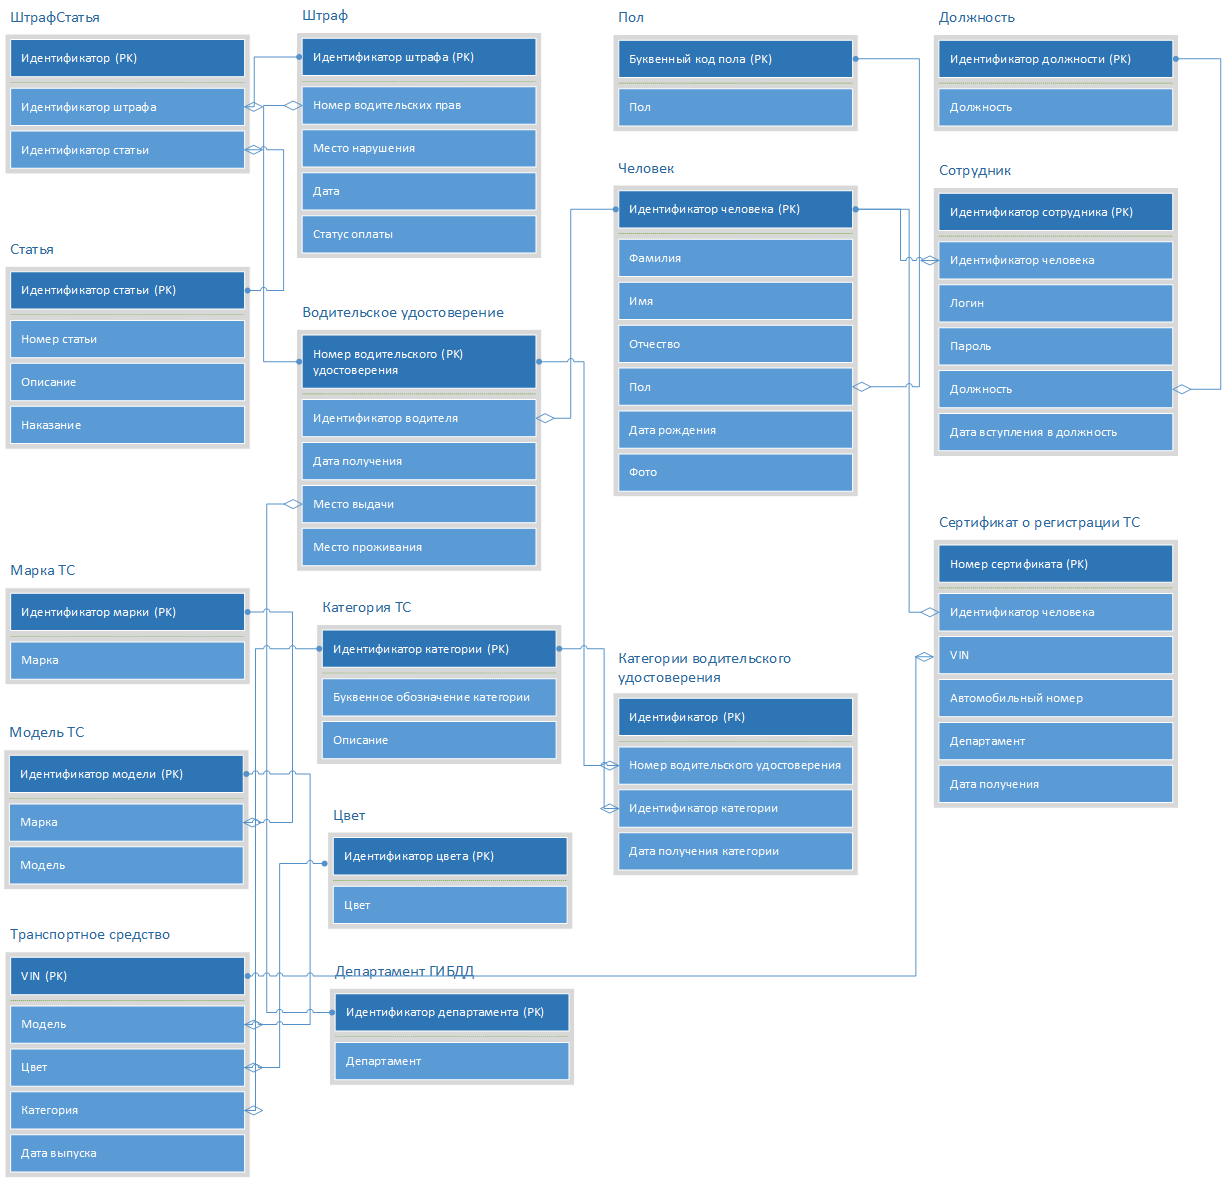 ШтрафСтатья
Идентификатор (PK)
Идентификатор штрафа
Идентификатор статьи
Штраф
Идентификатор штрафа (PK)
Номер водительских прав
Место нарушения
Дата
Статус оплаты
Пол
Буквенный код пола (PK)
Пол
Должность
Идентификатор должности (PK)
Должность
Человек
Идентификатор человека (PK)
Фамилия
Имя
Отчество
Пол
Дата рождения
Фото
Сотрудник
Идентификатор сотрудника (PK)
Идентификатор человека
Логин
Пароль
Должность
Дата вступления в должность
Статья
Идентификатор статьи (PK)
Номер статьи
Описание
Наказание
Водительское удостоверение
Номер водительского (PK)
удостоверения
Идентификатор водителя
Дата получения
Место выдачи
Место проживания
Сертификат о регистрации ТС
Номер сертификата (PK)
Идентификатор человека
VIN
Автомобильный номер
Департамент
Дата получения
Марка ТС
Идентификатор марки (PK)
Марка
Категория ТС
Идентификатор категории (PK)
Буквенное обозначение категории
Описание
Категории водительского
удостоверения
Идентификатор (PK)
Номер водительского удостоверения
Идентификатор категории
Дата получения категории
Модель ТС
Идентификатор модели (PK)
Марка
Модель
Цвет
Идентификатор цвета (PK)
Цвет
Транспортное средство
VIN (PK)
Модель
Цвет
Категория
Дата выпуска
Департамент ГИБДД
Идентификатор департамента (PK)
Департамент